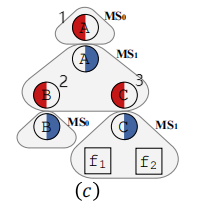 1 A MS₀
A MS₁
2 3
B C
B MS₀ C MS₁
f₁ f₂
(c)